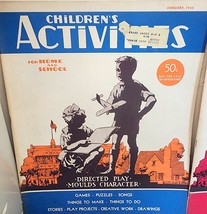 CHILDREN'S
ACTIVITIES
FOR HOME
AND
SCHOOL
50¢
DIRECTED PLAY
MOULDS CHARACTER
GAMES · PUZZLES · SONGS
THINGS TO MAKE · THINGS TO DO
STORIES · PLAY PROJECTS · CREATIVE WORK · DRAWINGS